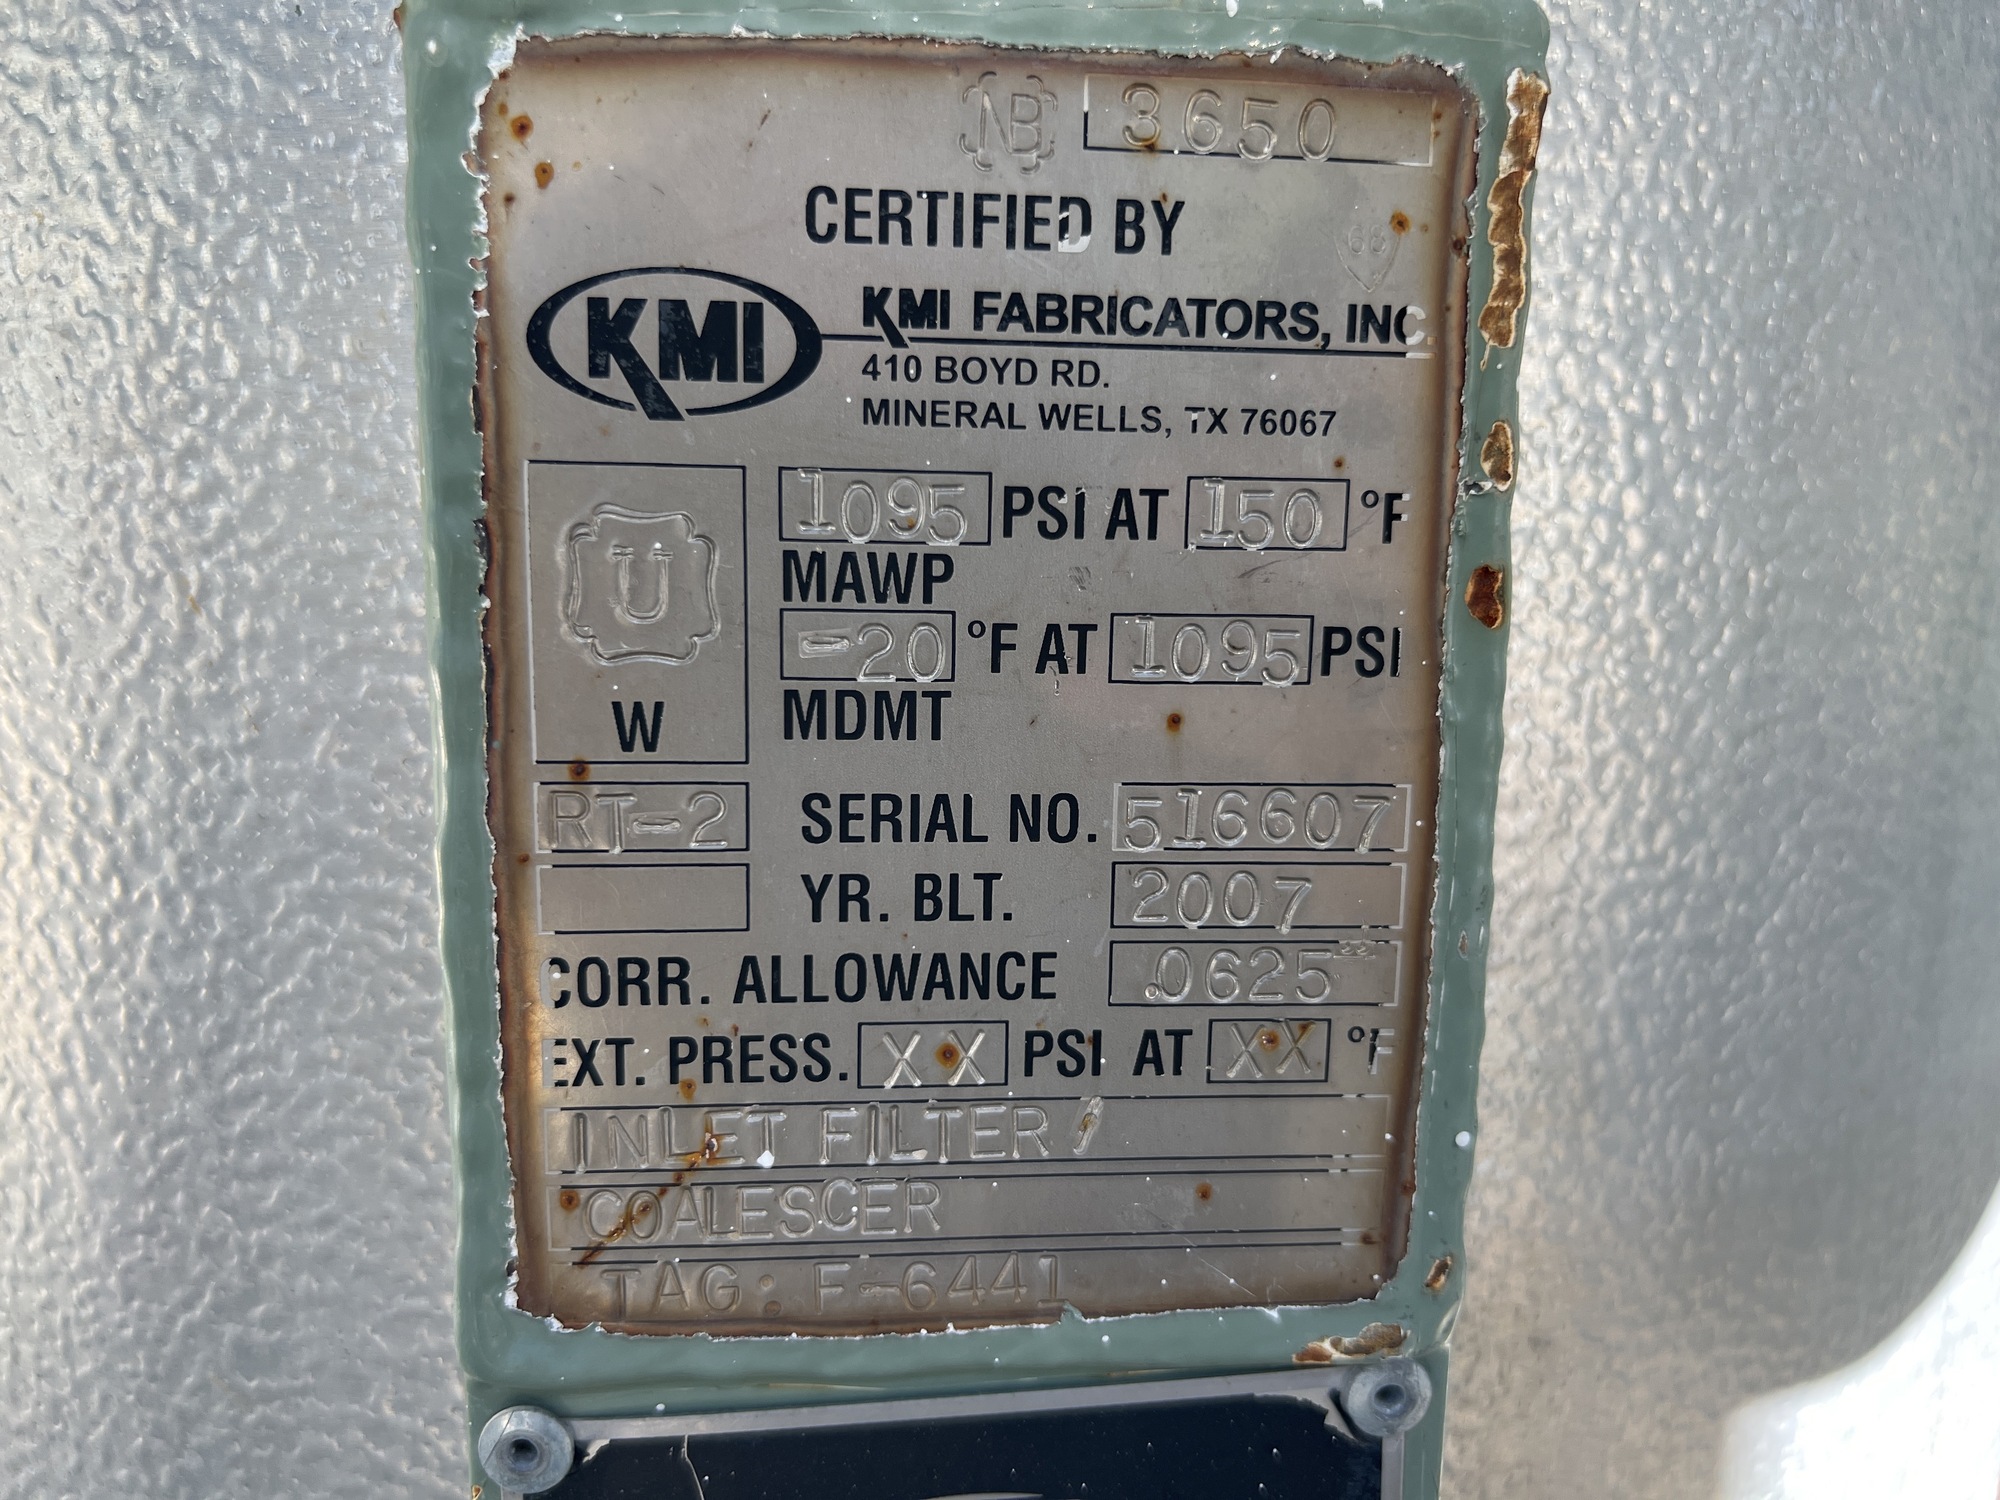 NB 3650
CERTIFIED BY
66
KMI KMI FABRICATORS, INC.
410 BOYD RD.
MINERAL WELLS, TX 76067
1095 PSI AT 150 °F
MAWP
U
-20 °F AT 1095 PSI
W MDMT
RT-2 SERIAL NO. 516607
YR. BLT. 2007
CORR. ALLOWANCE .0625"
EXT. PRESS. XX PSI AT XX °F
INLET FILTER/
COALESCER
TAG: F-6441